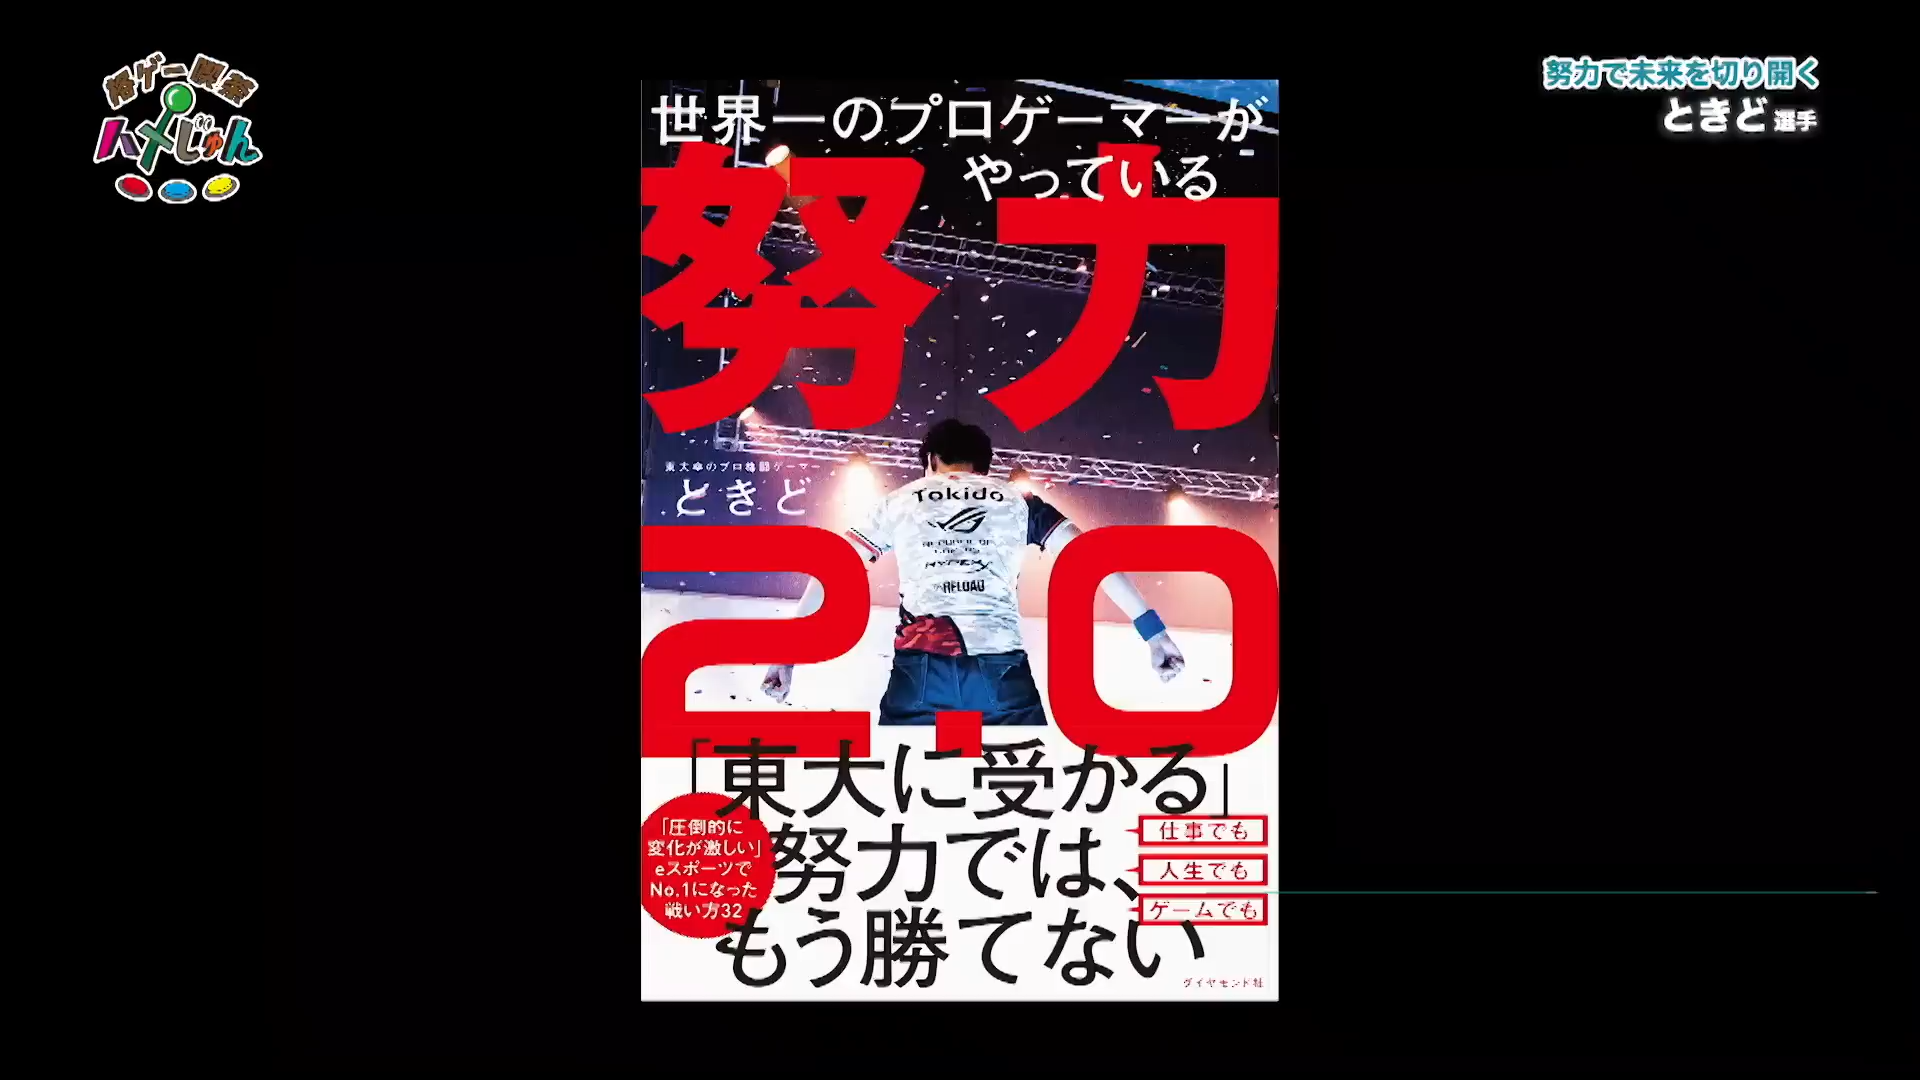 格ゲー喫茶
ハメじゅん
努力で未来を切り開く
ときど 選手
世界一のプロゲーマーが
やっている
努力
東大卒のプロ格闘ゲーマー
ときど
Tokido
REPUBLIC OF
GAMERS
RELOAD
2.0
「東大に受かる」
努力では、
もう勝てない
「圧倒的に
変化が激しい」
eスポーツで
No.1になった
戦い方32
仕事でも
人生でも
ゲームでも
ダイヤモンド社